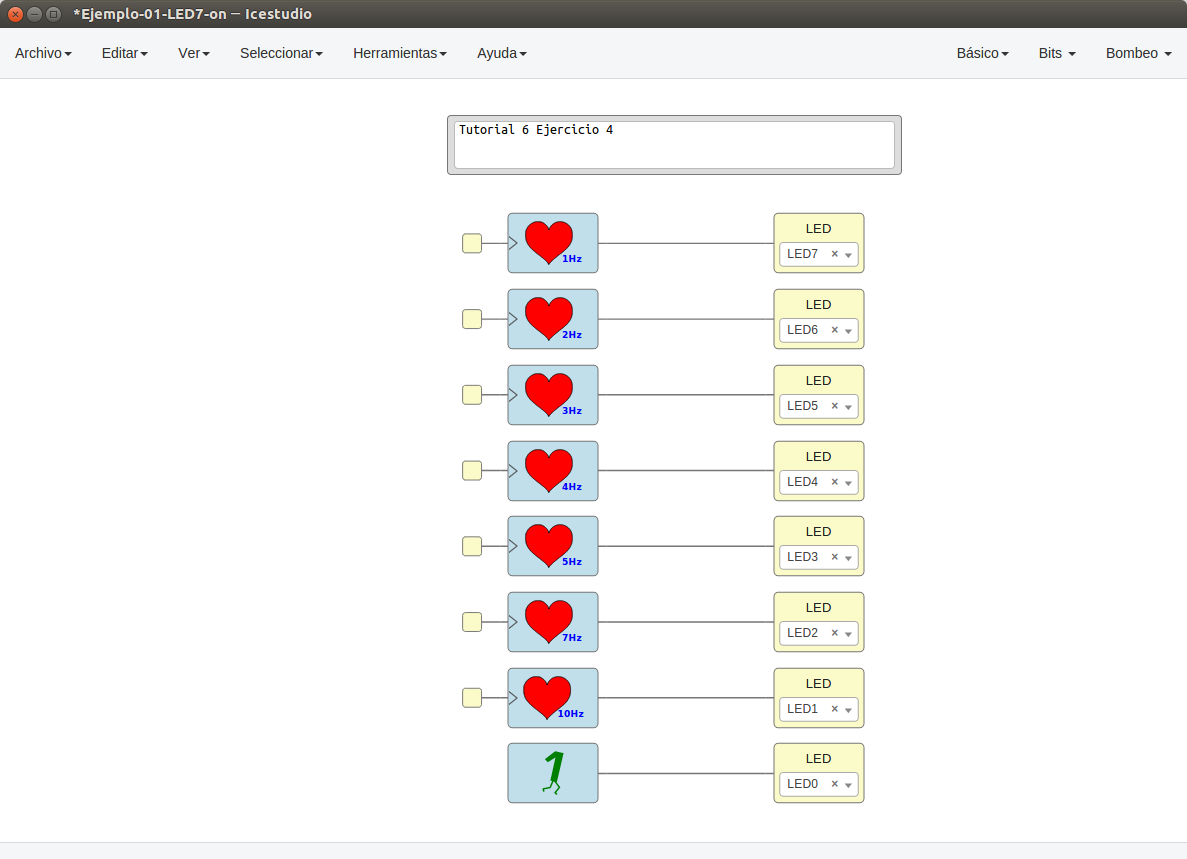 *Ejemplo-01-LED7-on — Icestudio
Archivo Editar Ver Seleccionar Herramientas Ayuda Básico Bits Bombeo
Tutorial 6 Ejercicio 4
1Hz
LED
LED7 ×
2Hz
LED
LED6 ×
3Hz
LED
LED5 ×
4Hz
LED
LED4 ×
5Hz
LED
LED3 ×
7Hz
LED
LED2 ×
10Hz
LED
LED1 ×
1
LED
LED0 ×